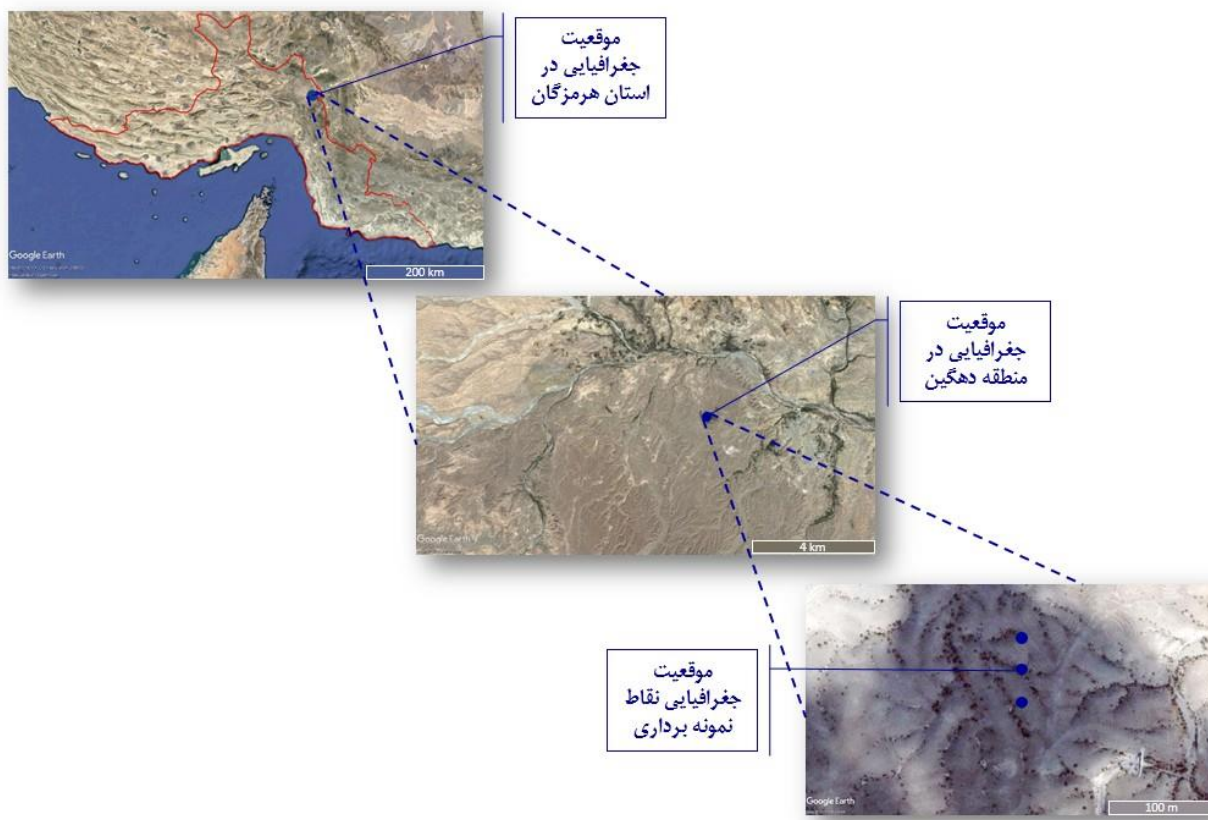 موقعیت
جغرافیایی در
استان هرمزگان
Google Earth
200 km
موقعیت
جغرافیایی در
منطقه دهگین
Google Earth
4 km
موقعیت
جغرافیایی نقاط
نمونه برداری
Google Earth
100 m